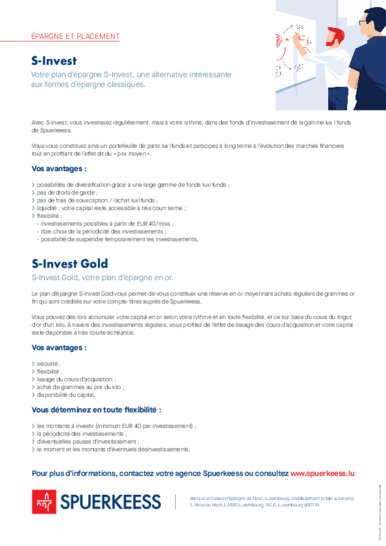 ÉPARGNE ET PLACEMENT
S-Invest
Votre plan d'épargne S-Invest, une alternative intéressante
aux formes d'épargne classiques.
Avec S-Invest, vous investissez régulièrement, mais à votre rythme, dans des fonds d'investissement de la gamme lux I funds
de Spuerkeess.
Vous vous constituez ainsi un portefeuille de parts luxIfunds et participez à long terme à l'évolution des marchés financiers
tout en profitant de l'effet dit du « prix moyen ».
Vos avantages :
› possibilités de diversification grâce à une large gamme de fonds luxIfunds ;
› pas de droits de garde ;
› pas de frais de souscription / rachat luxIfunds ;
› liquidité : votre capital reste accessible à très court terme ;
› flexibilité :
- investissements possibles à partir de EUR 40/mois ;
- libre choix de la périodicité des investissements ;
- possibilité de suspendre temporairement les investissements.
S-Invest Gold
S-Invest Gold, votre plan d'épargne en or.
Le plan d'épargne S-Invest Gold vous permet de vous constituer une réserve en or moyennant achats réguliers de grammes or
fin qui sont crédités sur votre compte-titres auprès de Spuerkeess.
Vous pouvez dès lors accumuler votre capital en or selon votre rythme et en toute flexibilité, et ce sur base du cours du lingot
d'or d'un kilo. À travers des investissements réguliers, vous profitez de l'effet de lissage des cours d'acquisition et votre capital
reste disponible à très courte échéance.
Vos avantages :
› sécurité ;
› flexibilité ;
› lissage du cours d'acquisition ;
› achat de grammes au prix du kilo ;
› disponibilité du capital.
Vous déterminez en toute flexibilité :
› les montants à investir (minimum EUR 40 par investissement) ;
› la périodicité des investissements ;
› d'éventuelles pauses d'investissement ;
› le moment et les montants d'éventuels désinvestissements.
Pour plus d'informations, contactez votre agence Spuerkeess ou consultez www.spuerkeess.lu
SPUERKEESS
Banque et Caisse d'Epargne de l'Etat, Luxembourg, établissement public autonome
1, Place de Metz, L-1930 Luxembourg, R.C.S. Luxembourg B30775